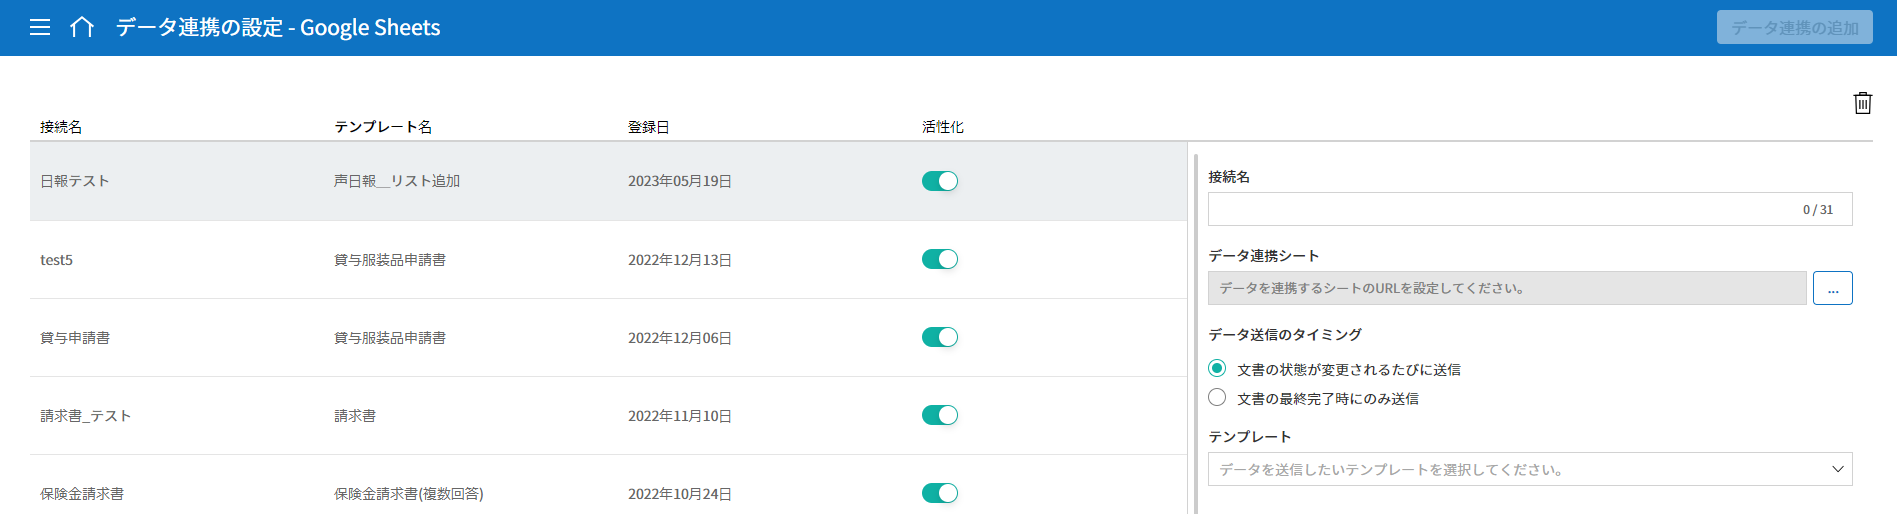 データ連携の設定 - Google Sheets
データ連携の追加
接続名 テンプレート名 登録日 活性化
日報テスト 声日報__リスト追加 2023年05月19日
test5 貸与服装品申請書 2022年12月13日
貸与申請書 貸与服装品申請書 2022年12月06日
請求書_テスト 請求書 2022年11月10日
保険金請求書 保険金請求書(複数回答) 2022年10月24日
接続名
0 / 31
データ連携シート
データを連携するシートのURLを設定してください。
...
データ送信のタイミング
文書の状態が変更されるたびに送信
文書の最終完了時にのみ送信
テンプレート
データを送信したいテンプレートを選択してください。